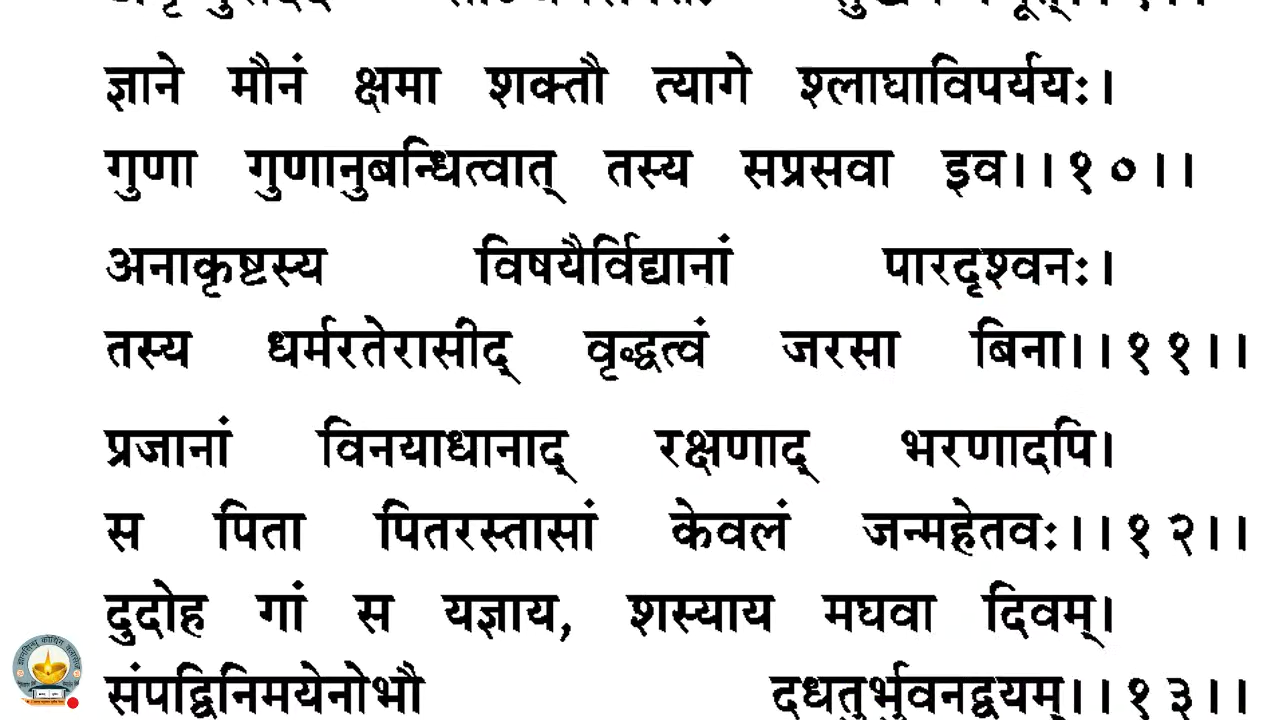 ज्ञाने मौनं क्षमा शक्तौ त्यागे श्लाघाविपर्ययः।
गुणा गुणानुबन्धित्वात् तस्य सप्रसवा इव।।१०।।
अनाकृष्टस्य विषयैर्विद्यानां पारदृश्वनः।
तस्य धर्मरतेरासीद् वृद्धत्वं जरसा बिना।।११।।
प्रजानां विनयाधानाद् रक्षणाद् भरणादपि।
स पिता पितरस्तासां केवलं जन्महेतवः।।१२।।
दुदोह गां स यज्ञाय, शस्याय मघवा दिवम्।
संपद्विनिमयेनोभौ दधतुर्भुवनद्वयम्।।१३।।